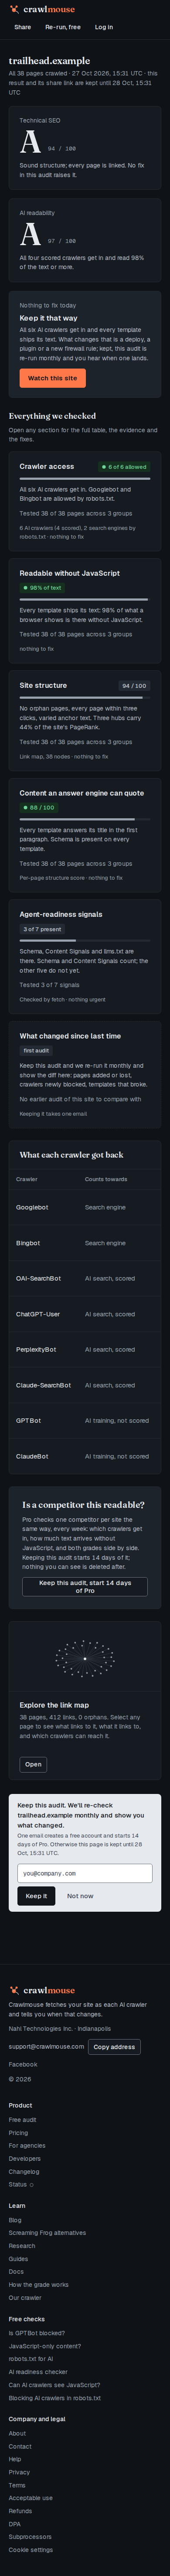 crawlmouse
Share Re-run, free Log in
trailhead.example
All 38 pages crawled · 27 Oct 2026, 15:31 UTC · this
result and its share link are kept until 28 Oct, 15:31
UTC
Technical SEO
A 94 / 100
Sound structure; every page is linked. No fix
in this audit raises it.
AI readability
A 97 / 100
All four scored crawlers get in and read 98%
of the text or more.
Nothing to fix today
Keep it that way
All six AI crawlers get in and every template
ships its text. What changes that is a deploy, a
plugin or a new firewall rule; kept, this audit is
re-run monthly and you hear when one lands.
Watch this site
Everything we checked
Open any section for the full table, the evidence and
the fixes.
Crawler access 6 of 6 allowed
All six AI crawlers get in. Googlebot and
Bingbot are allowed by robots.txt.
Tested 38 of 38 pages across 3 groups
6 AI crawlers (4 scored), 2 search engines by
robots.txt · nothing to fix
Readable without JavaScript
98% of text
Every template ships its text: 98% of what a
browser shows is there without JavaScript.
Tested 38 of 38 pages across 3 groups
nothing to fix
Site structure 94 / 100
No orphan pages, every page within three
clicks, varied anchor text. Three hubs carry
44% of the site's PageRank.
Tested 38 of 38 pages across 3 groups
Link map, 38 nodes · nothing to fix
Content an answer engine can quote
88 / 100
Every template answers its title in the first
paragraph. Schema is present on every
template.
Tested 38 of 38 pages across 3 groups
Per-page structure score · nothing to fix
Agent-readiness signals
3 of 7 present
Schema, Content Signals and llms.txt are
there. Schema and Content Signals count; the
other five do not yet.
Tested 3 of 7 signals
Checked by fetch · nothing urgent
What changed since last time
first audit
Keep this audit and we re-run it monthly and
show the diff here: pages added or lost,
crawlers newly blocked, templates that broke.
No earlier audit of this site to compare with
Keeping it takes one email
What each crawler got back
Crawler Counts towards
Googlebot Search engine
Bingbot Search engine
OAI-SearchBot AI search, scored
ChatGPT-User AI search, scored
PerplexityBot AI search, scored
Claude-SearchBot AI search, scored
GPTBot AI training, not scored
ClaudeBot AI training, not scored
Is a competitor this readable?
Pro checks one competitor per site the
same way, every week: which crawlers get
in, how much text arrives without
JavaScript, and both grades side by side.
Keeping this audit starts 14 days of it;
nothing you can see is deleted after.
Keep this audit, start 14 days
of Pro
Explore the link map
38 pages, 412 links, 0 orphans. Select any
page to see what links to it, what it links to,
and which crawlers can reach it.
Open
Keep this audit. We'll re-check
trailhead.example monthly and show you
what changed.
One email creates a free account and starts 14
days of Pro. Otherwise this page is kept until 28
Oct, 15:31 UTC.
you@company.com
Keep it Not now
crawlmouse
Crawlmouse fetches your site as each AI crawler
and tells you when that changes.
Nahl Technologies Inc. · Indianapolis
support@crawlmouse.com Copy address
Facebook
© 2026
Product
Free audit
Pricing
For agencies
Developers
Changelog
Status
Learn
Blog
Screaming Frog alternatives
Research
Guides
Docs
How the grade works
Our crawler
Free checks
Is GPTBot blocked?
JavaScript-only content?
robots.txt for AI
AI readiness checker
Can AI crawlers see JavaScript?
Blocking AI crawlers in robots.txt
Company and legal
About
Contact
Help
Privacy
Terms
Acceptable use
Refunds
DPA
Subprocessors
Cookie settings